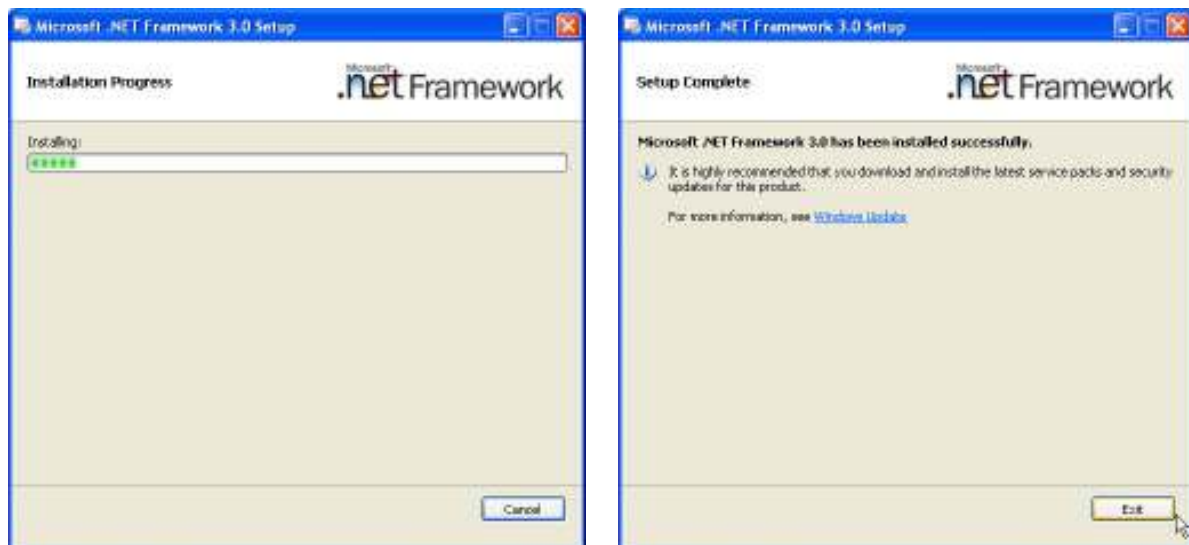 Microsoft .NET Framework 3.0 Setup
Installation Progress
Microsoft
.net Framework
Installing:
Cancel
Microsoft .NET Framework 3.0 Setup
Setup Complete
Microsoft
.net Framework
Microsoft .NET Framework 3.0 has been installed successfully.
It is highly recommended that you download and install the latest service packs and security
updates for this product.
For more information, see Windows Update
Exit